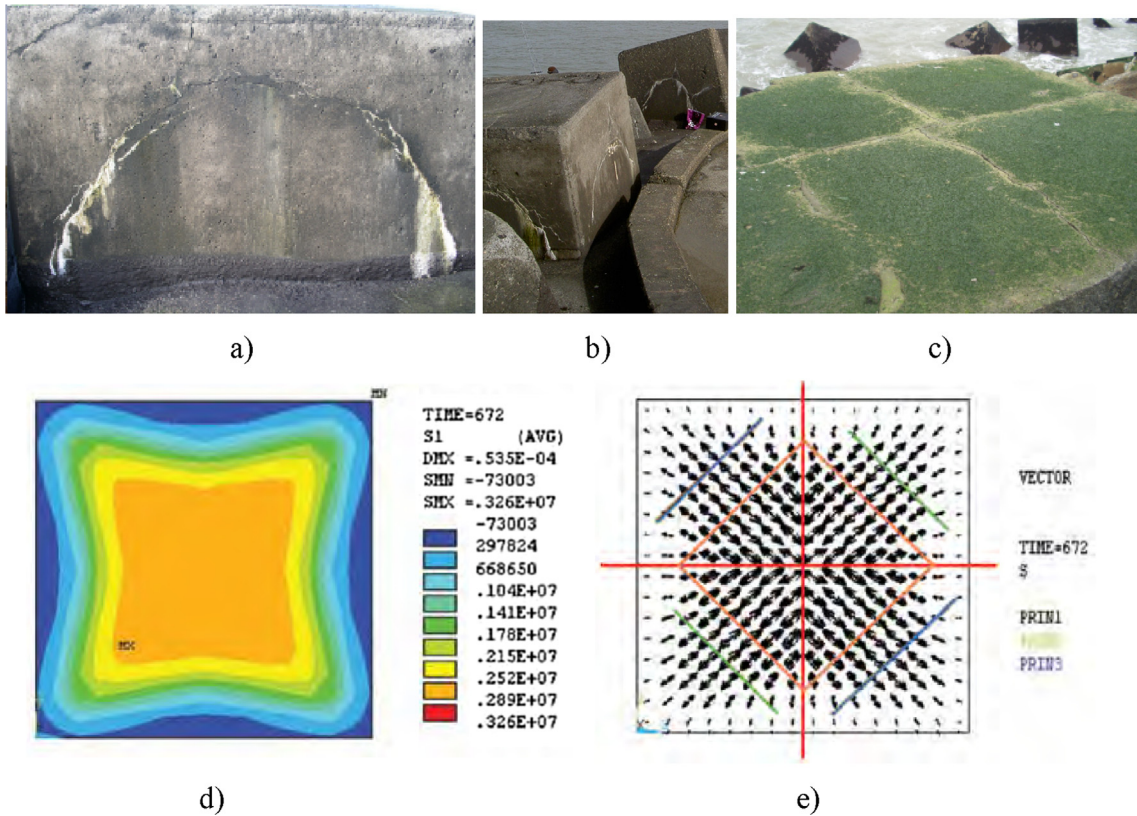 a)
b)
c)
MN
MX
TIME=672
S1 (AVG)
DMX =.535E-04
SMN =-73003
SMX =.326E+07
-73003
297824
668650
.104E+07
.141E+07
.178E+07
.215E+07
.252E+07
.289E+07
.326E+07
VECTOR
TIME=672
S
PRIN1
PRIN3
d)
e)